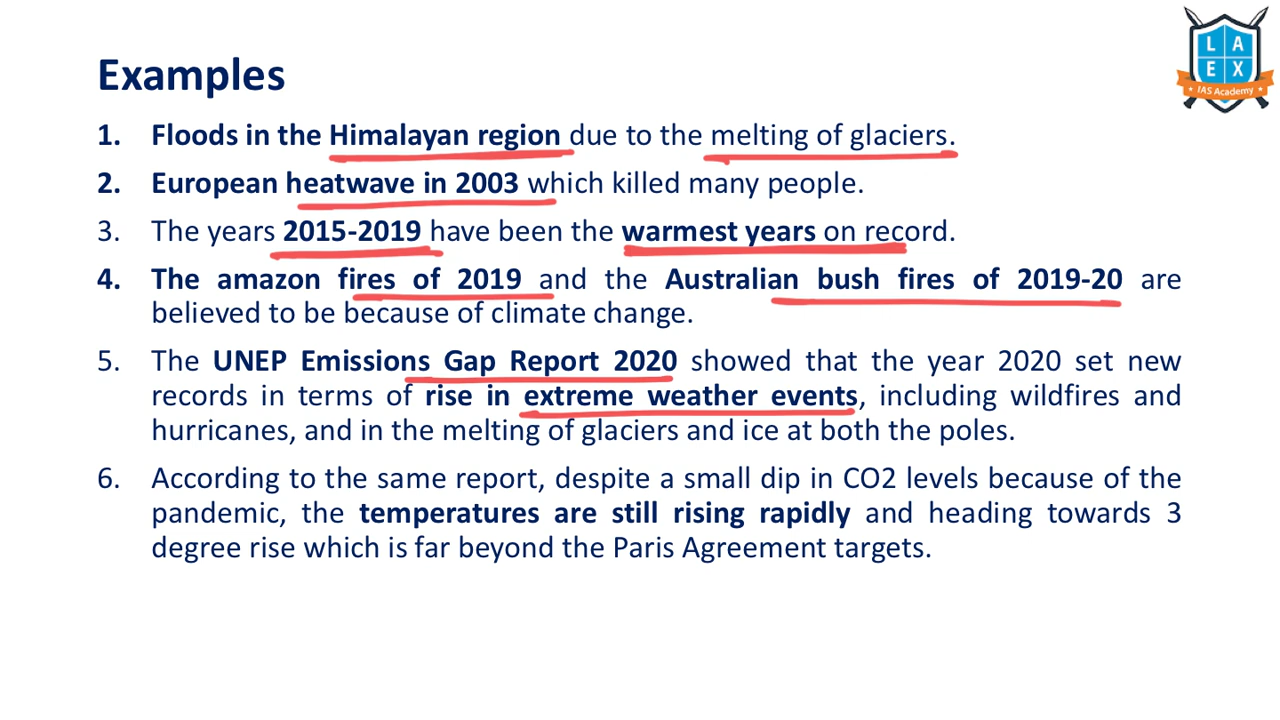 L A
E X
IAS Academy
Examples
1. Floods in the Himalayan region due to the melting of glaciers.
2. European heatwave in 2003 which killed many people.
3. The years 2015-2019 have been the warmest years on record.
4. The amazon fires of 2019 and the Australian bush fires of 2019-20 are
believed to be because of climate change.
5. The UNEP Emissions Gap Report 2020 showed that the year 2020 set new
records in terms of rise in extreme weather events, including wildfires and
hurricanes, and in the melting of glaciers and ice at both the poles.
6. According to the same report, despite a small dip in CO2 levels because of the
pandemic, the temperatures are still rising rapidly and heading towards 3
degree rise which is far beyond the Paris Agreement targets.